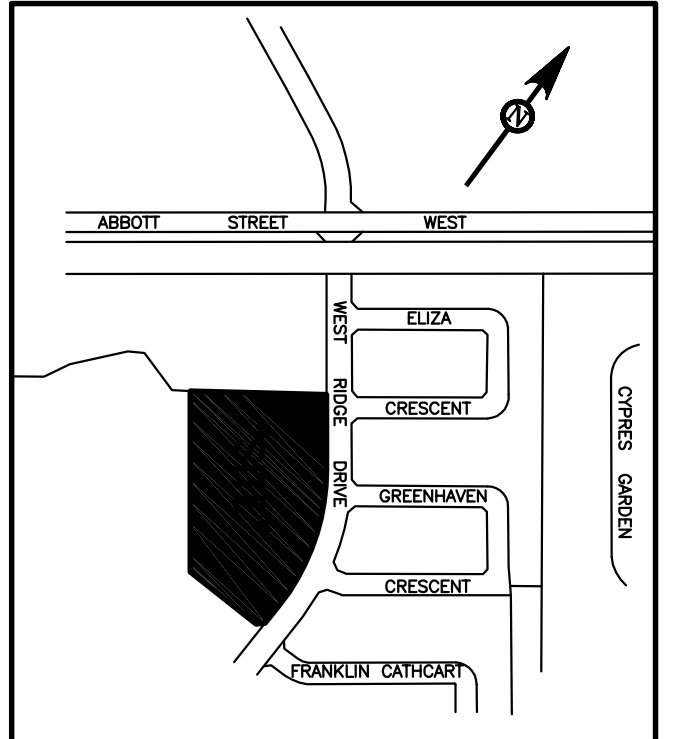 N
ABBOTT STREET WEST
WEST RIDGE DRIVE
ELIZA
CRESCENT
GREENHAVEN
CRESCENT
FRANKLIN CATHCART
CYPRES GARDEN